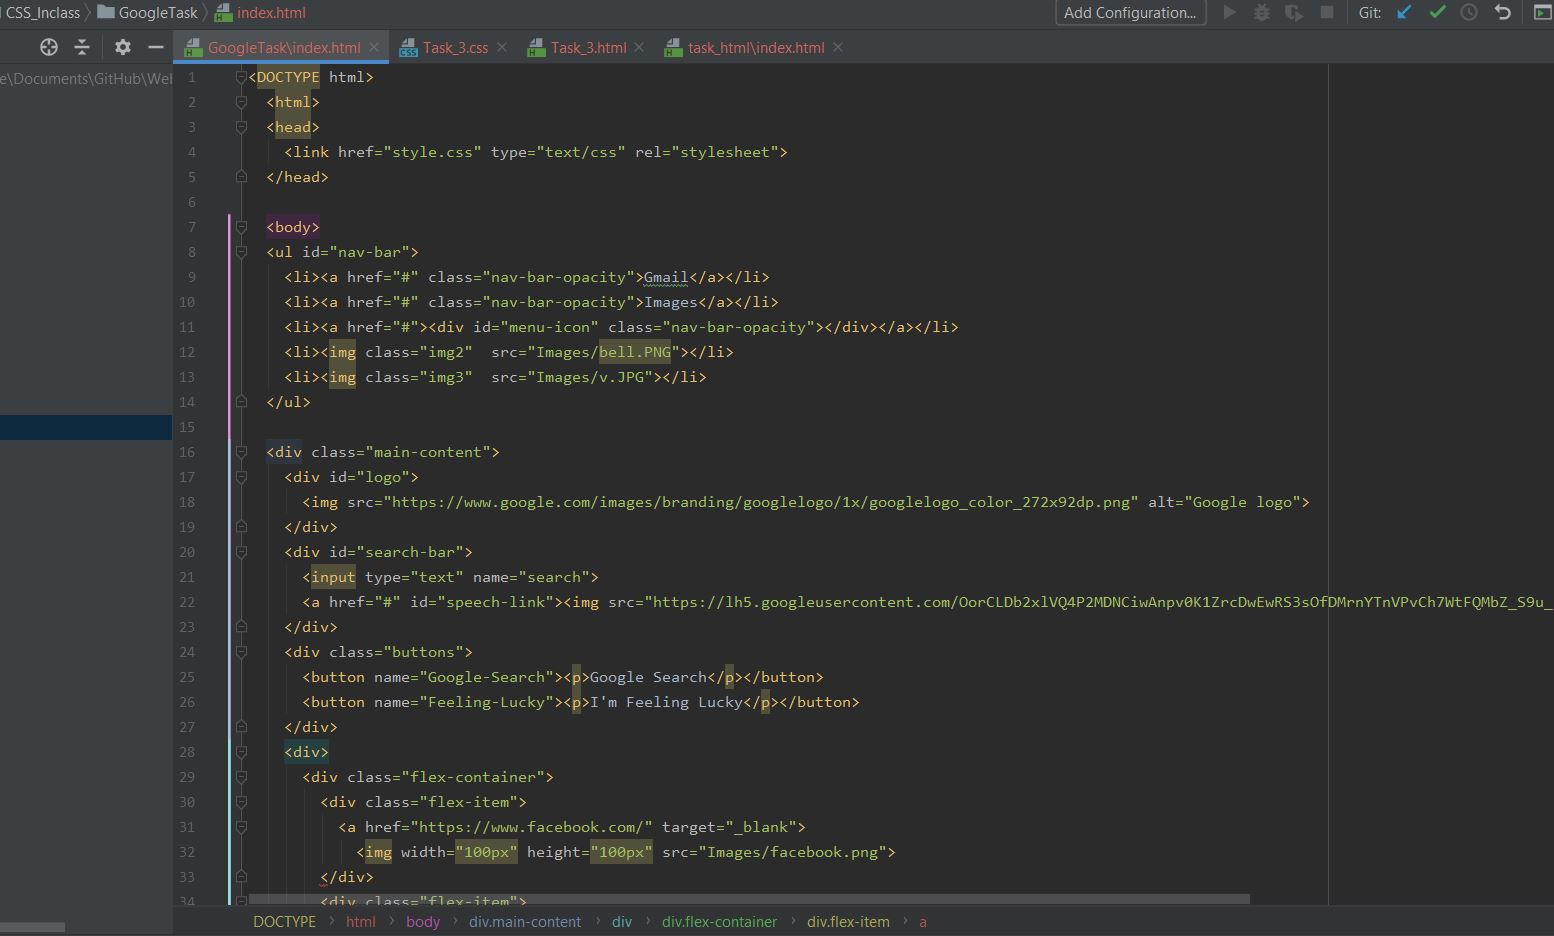 CSS_Inclass GoogleTask index.html Add Configuration... Git:
GoogleTask\index.html Task_3.css Task_3.html task_html\index.html
e\Documents\GitHub\Web
1 <DOCTYPE html>
2 <html>
3 <head>
4 <link href="style.css" type="text/css" rel="stylesheet">
5 </head>
6
7 <body>
8 <ul id="nav-bar">
9 <li><a href="#" class="nav-bar-opacity">Gmail</a></li>
10 <li><a href="#" class="nav-bar-opacity">Images</a></li>
11 <li><a href="#"><div id="menu-icon" class="nav-bar-opacity"></div></a></li>
12 <li><img class="img2"  src="Images/bell.PNG"></li>
13 <li><img class="img3"  src="Images/v.JPG"></li>
14 </ul>
15
16 <div class="main-content">
17 <div id="logo">
18 <img src="https://www.google.com/images/branding/googlelogo/1x/googlelogo_color_272x92dp.png" alt="Google logo">
19 </div>
20 <div id="search-bar">
21 <input type="text" name="search">
22 <a href="#" id="speech-link"><img src="https://lh5.googleusercontent.com/OorCLDb2xlVQ4P2MDNCiwAnpv0K1ZrcDwEwRS3sOfDMrnYTnVPvCh7WtFQMbZ_S9u_
23 </div>
24 <div class="buttons">
25 <button name="Google-Search"><p>Google Search</p></button>
26 <button name="Feeling-Lucky"><p>I'm Feeling Lucky</p></button>
27 </div>
28 <div>
29 <div class="flex-container">
30 <div class="flex-item">
31 <a href="https://www.facebook.com/" target="_blank">
32 <img width="100px" height="100px" src="Images/facebook.png">
33 </div>
34 <div class="flex-item">
DOCTYPE html body div.main-content div div.flex-container div.flex-item a